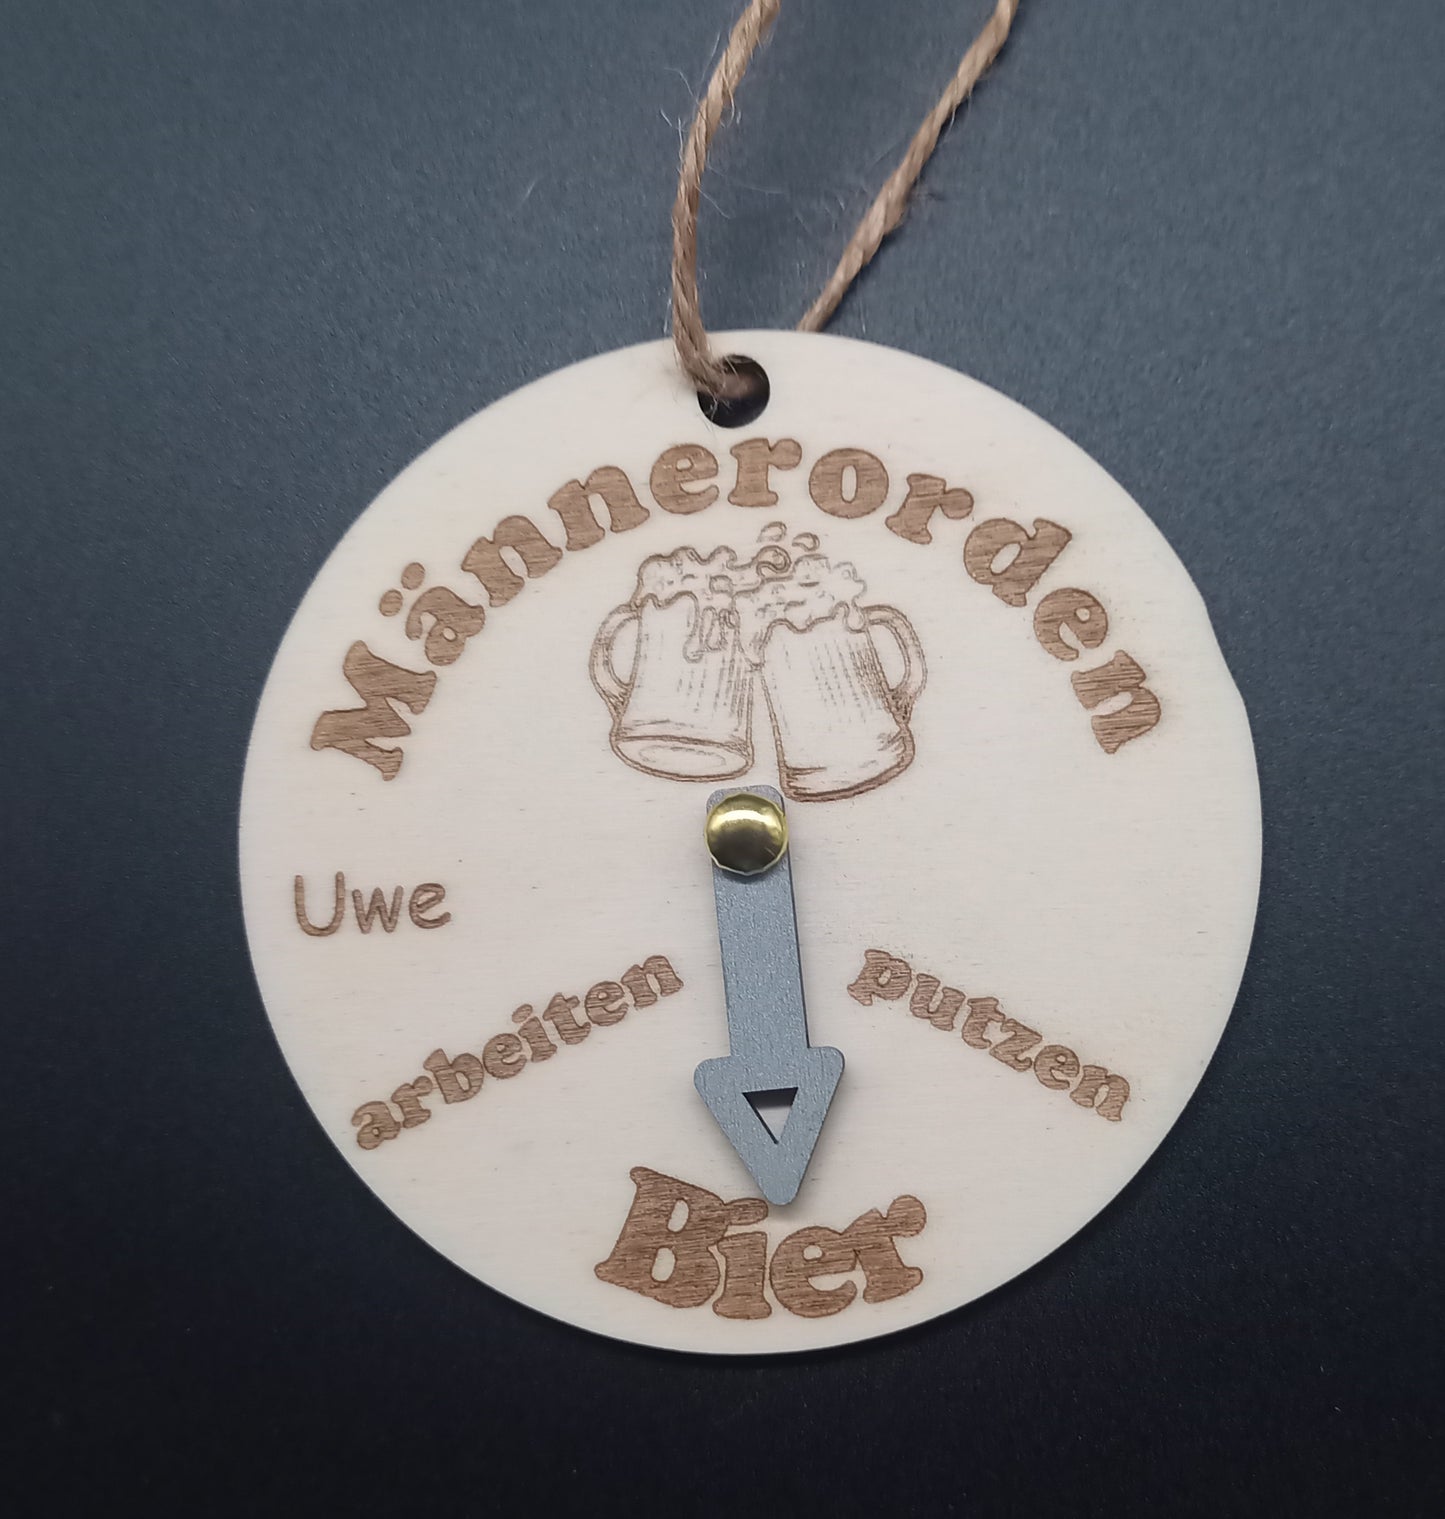 Männerorden
Uwe
arbeiten
putzen
Bier